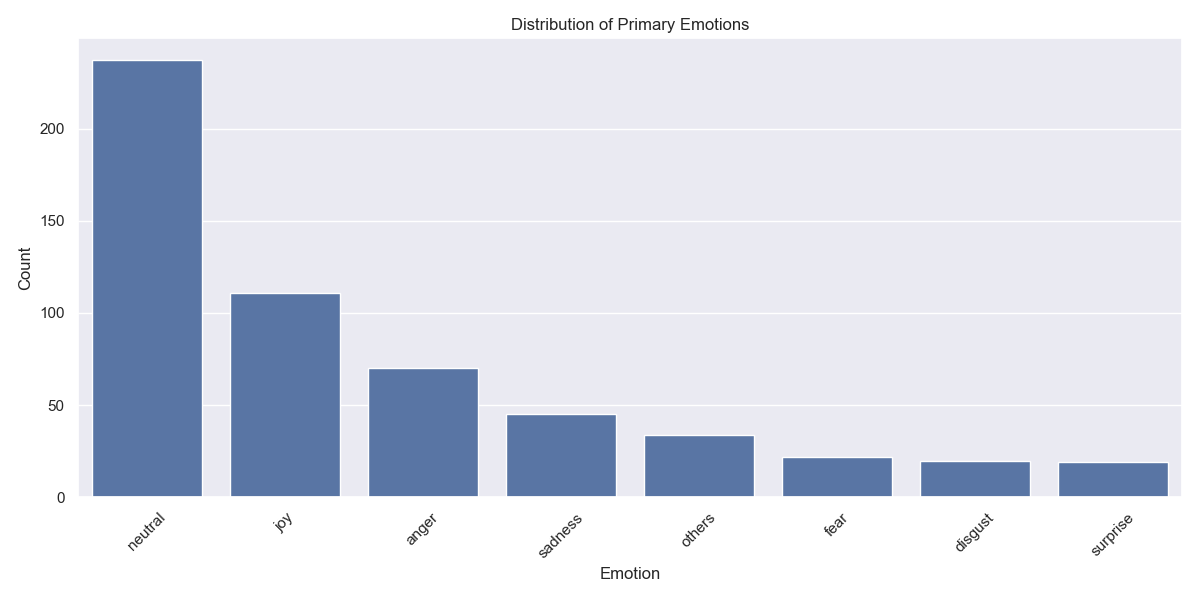 Distribution of Primary Emotions
Count
200
150
100
50
0
neutral
joy
anger
sadness
others
fear
disgust
surprise
Emotion